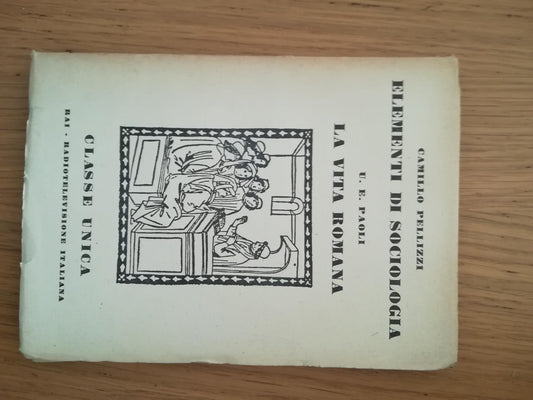 CAMILLO PELLIZZI
ELEMENTI DI SOCIOLOGIA
U. E. PAOLI
LA VITA ROMANA
CLASSE UNICA
RAI - RADIOTELEVISIONE ITALIANA